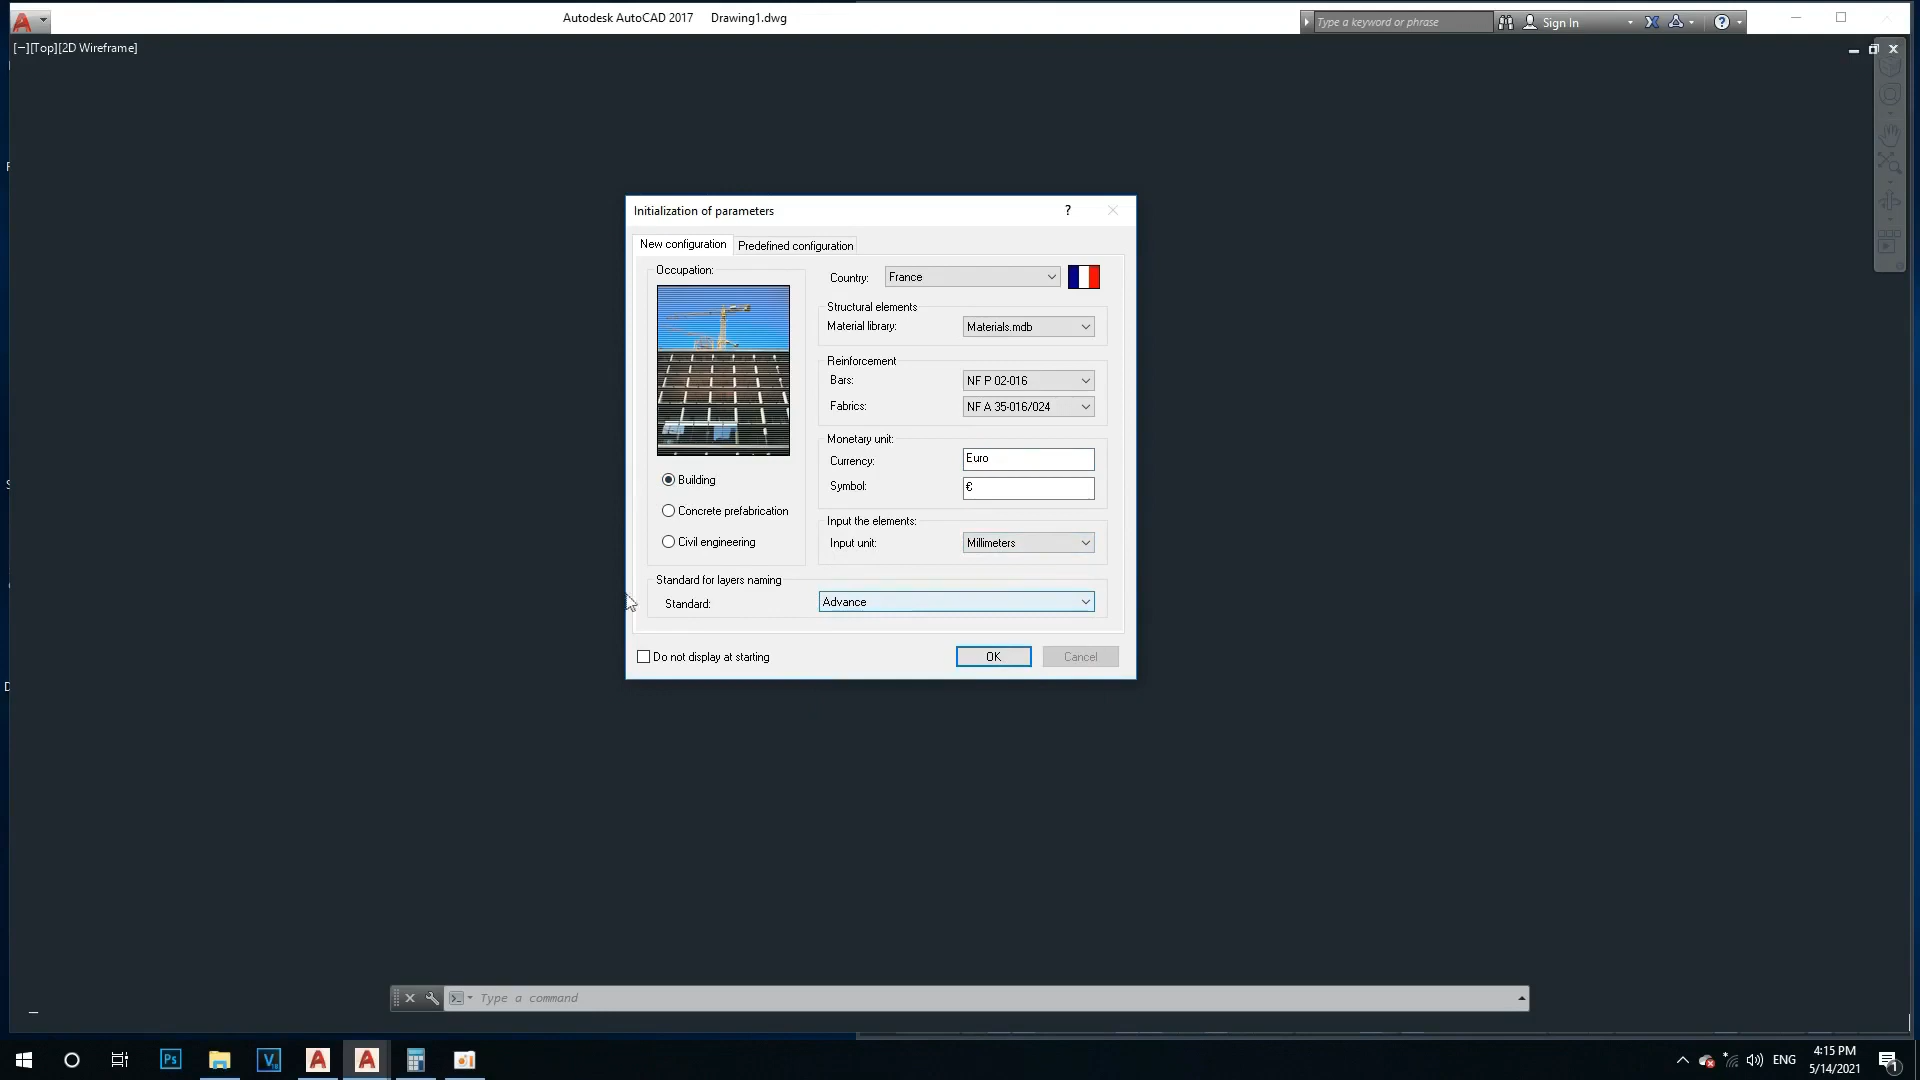 Autodesk AutoCAD 2017 Drawing1.dwg
Type a keyword or phrase
Sign In
[−][Top][2D Wireframe]
Initialization of parameters
New configuration
Predefined configuration
Occupation:
Country: France
Structural elements
Material library: Materials.mdb
Reinforcement
Bars: NF P 02-016
Fabrics: NF A 35-016/024
Monetary unit:
Currency: Euro
Symbol: €
Building
Concrete prefabrication
Civil engineering
Input the elements:
Input unit: Millimeters
Standard for layers naming
Standard: Advance
Do not display at starting
OK
Cancel
Type a command
Ps
ENG
4:15 PM
5/14/2021
1